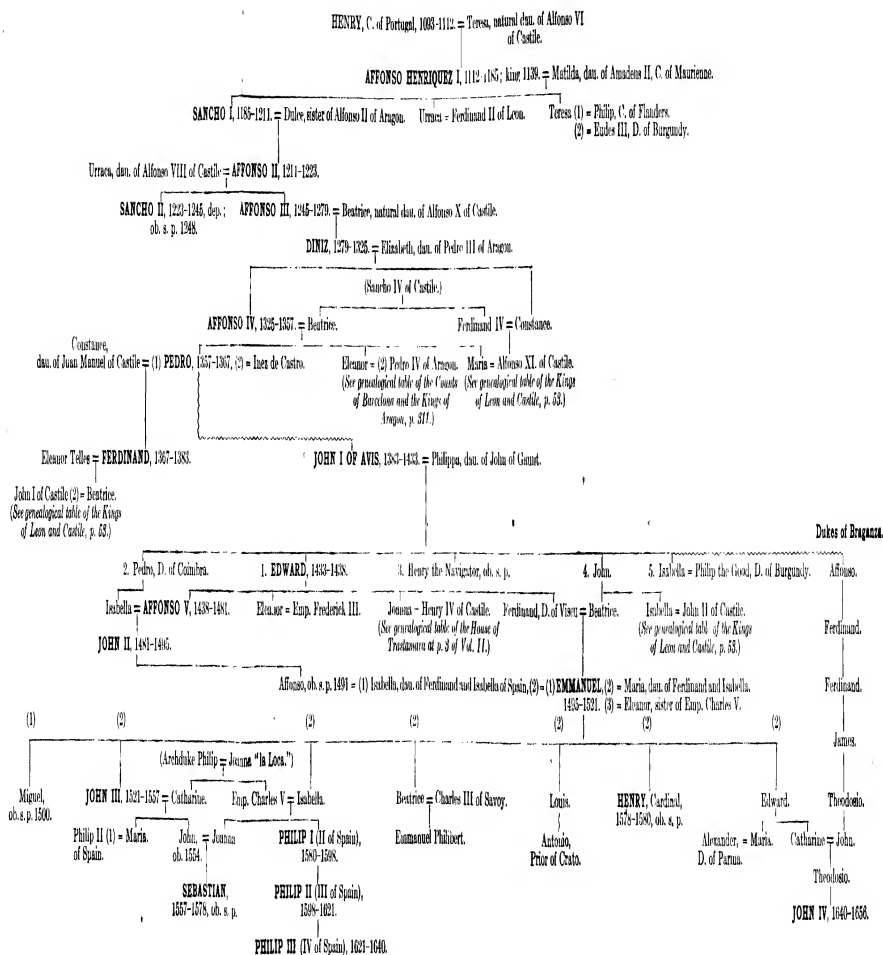 HENRY, C. of Portugal, 1093-1112. = Teresa, natural dau. of Alfonso VI
of Castile.
AFFONSO HENRIQUEZ I, 1112-1185; king 1139. = Matilda, dau. of Amadeus II, C. of Maurienne.
SANCHO I, 1185-1211. = Dulce, sister of Alfonso II of Aragon. Urraca = Ferdinand II of Leon. Teresa (1) = Philip, C. of Flanders.
(2) = Eudes III, D. of Burgundy.
Urraca, dau. of Alfonso VIII of Castile = AFFONSO II, 1211-1223.
SANCHO II, 1223-1245, dep.; AFFONSO III, 1245-1279. = Beatrice, natural dau. of Alfonso X of Castile.
ob. s. p. 1248.
DINIZ, 1279-1325. = Elizabeth, dau. of Pedro III of Aragon.
(Sancho IV of Castile.)
AFFONSO IV, 1325-1357. = Beatrice. Ferdinand IV = Constance.
Constance,
dau. of Juan Manuel of Castile = (1) PEDRO, 1357-1367, (2) = Inez de Castro. Eleanor = (2) Pedro IV of Aragon. Maria = Alfonso XI. of Castile.
(See genealogical table of the Counts (See genealogical table of the Kings
of Barcelona and the Kings of of Leon and Castile, p. 53.)
Aragon, p. 311.)
Eleanor Telles = FERDINAND, 1367-1383. JOHN I OF AVIS, 1383-1433. = Philippa, dau. of John of Gaunt.
John I of Castile (2) = Beatrice.
(See genealogical table of the Kings
of Leon and Castile, p. 53.)
Dukes of Braganza.
2. Pedro, D. of Coimbra. 1. EDWARD, 1433-1438. 3. Henry the Navigator, ob. s. p. 4. John. 5. Isabella = Philip the Good, D. of Burgundy. Affonso.
Isabella = AFFONSO V, 1438-1481. Eleanor = Emp. Frederick III. Joanna = Henry IV of Castile. Ferdinand, D. of Viseu = Beatrice. Isabella = John II of Castile.
(See genealogical table of the House of (See genealogical table of the Kings Ferdinand.
Trastamara at p. 3 of Vol. II.) of Leon and Castile, p. 53.)
JOHN II, 1481-1495.
Affonso, ob. s. p. 1491 = (1) Isabella, dau. of Ferdinand and Isabella of Spain, (2) = (1) EMMANUEL, (2) = Maria, dau. of Ferdinand and Isabella. Ferdinand.
1495-1521. (3) = Eleanor, sister of Emp. Charles V.
(1) (2) (2) (2) (2) (2) (2)
James.
(Archduke Philip = Joanna "la Loca.")
Miguel, JOHN III, 1521-1557 = Catharine. Emp. Charles V = Isabella. Beatrice = Charles III of Savoy. Louis. HENRY, Cardinal, Edward. Theodosio.
ob. s. p. 1500. 1578-1580, ob. s. p.
Philip II (1) = Maria. John, = Joanna PHILIP I (II of Spain), Emmanuel Philibert. Antonio, Alexander, = Maria. Catharine = John.
of Spain. ob. 1554. 1580-1598. Prior of Crato. D. of Parma.
Theodosio.
SEBASTIAN, PHILIP II (III of Spain),
1557-1578, ob. s. p. 1598-1621. JOHN IV, 1640-1656.
PHILIP III (IV of Spain), 1621-1640.